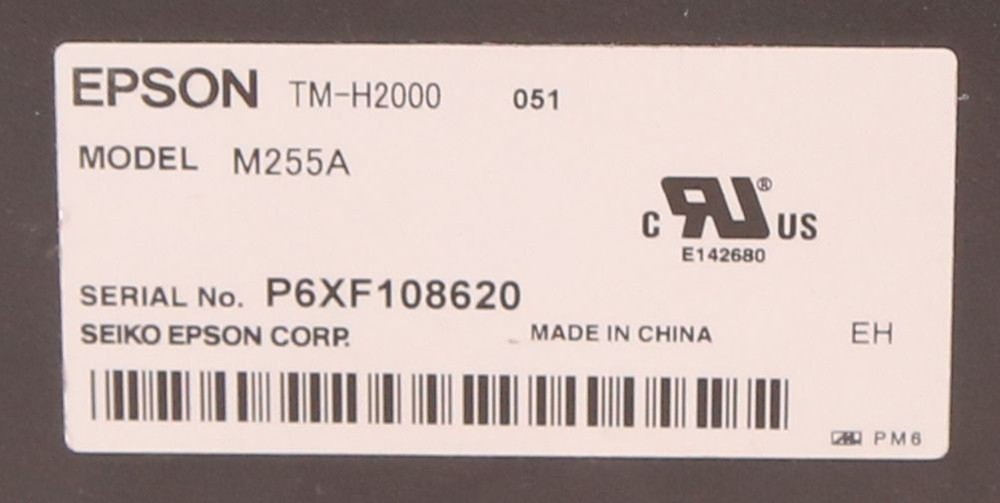 EPSON TM-H2000 051
MODEL M255A
C RU® US
E142680
SERIAL No. P6XF108620
SEIKO EPSON CORP. MADE IN CHINA EH
PM6